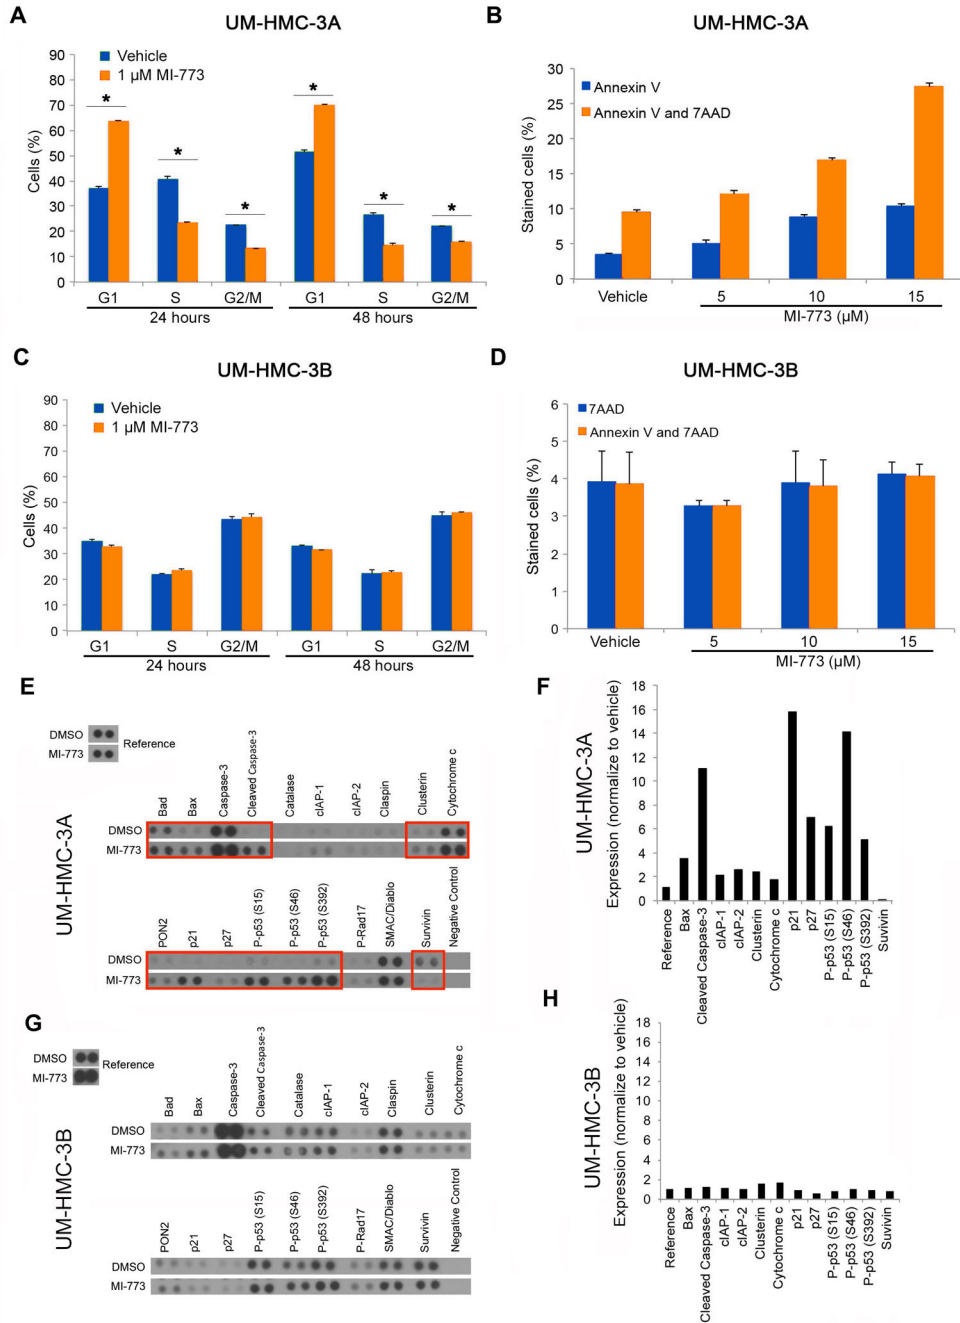 A
UM-HMC-3A
Cells (%)
90
80
70
60
50
40
30
20
10
0
Vehicle
1 µM MI-773
*
*
*
*
*
*
G1 S G2/M G1 S G2/M
24 hours 48 hours
B
UM-HMC-3A
Stained cells (%)
30
25
20
15
10
5
0
Annexin V
Annexin V and 7AAD
Vehicle 5 10 15
MI-773 (µM)
C
UM-HMC-3B
Cells (%)
90
80
70
60
50
40
30
20
10
0
Vehicle
1 µM MI-773
G1 S G2/M G1 S G2/M
24 hours 48 hours
D
UM-HMC-3B
Stained cells (%)
6
5
4
3
2
1
0
7AAD
Annexin V and 7AAD
Vehicle 5 10 15
MI-773 (µM)
E
UM-HMC-3A
DMSO
MI-773
Reference
Bad Bax Caspase-3 Cleaved Caspase-3 Catalase cIAP-1 cIAP-2 Claspin Clusterin Cytochrome c
DMSO
MI-773
PON2 p21 p27 P-p53 (S15) P-p53 (S46) P-p53 (S392) P-Rad17 SMAC/Diablo Survivin Negative Control
DMSO
MI-773
F
UM-HMC-3A
Expression (normalize to vehicle)
18
16
14
12
10
8
6
4
2
0
Reference Bax Cleaved Caspase-3 cIAP-1 cIAP-2 Clusterin Cytochrome c p21 p27 P-p53 (S15) P-p53 (S46) P-p53 (S392) Suvivin
G
UM-HMC-3B
DMSO
MI-773
Reference
Bad Bax Caspase-3 Cleaved Caspase-3 Catalase cIAP-1 cIAP-2 Claspin Clusterin Cytochrome c
DMSO
MI-773
PON2 p21 p27 P-p53 (S15) P-p53 (S46) P-p53 (S392) P-Rad17 SMAC/Diablo Survivin Negative Control
DMSO
MI-773
H
UM-HMC-3B
Expression (normalize to vehicle)
18
16
14
12
10
8
6
4
2
0
Reference Bax Cleaved Caspase-3 cIAP-1 cIAP-2 Clusterin Cytochrome c p21 p27 P-p53 (S15) P-p53 (S46) P-p53 (S392) Suvivin